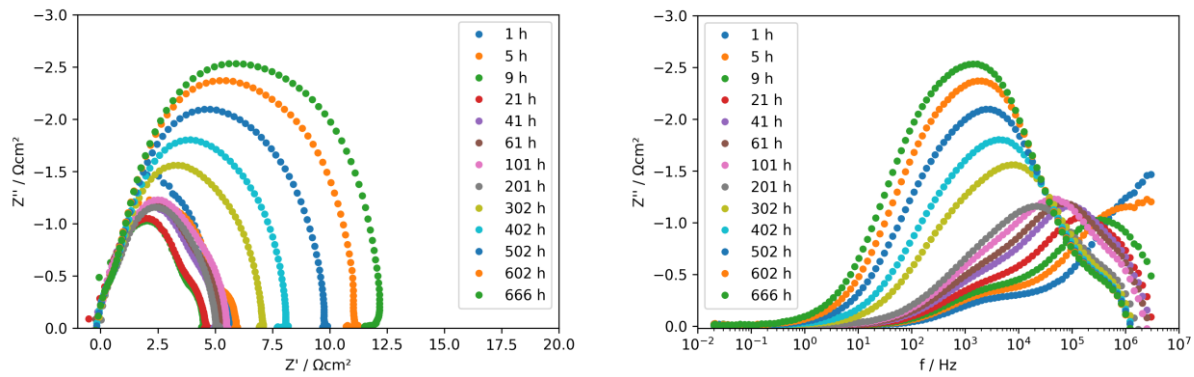 −3.0
−2.5
−2.0
−1.5
−1.0
−0.5
0.0
Z'' / Ωcm²
0.0 2.5 5.0 7.5 10.0 12.5 15.0 17.5 20.0
Z' / Ωcm²
1 h
5 h
9 h
21 h
41 h
61 h
101 h
201 h
302 h
402 h
502 h
602 h
666 h
−3.0
−2.5
−2.0
−1.5
−1.0
−0.5
0.0
Z'' / Ωcm²
10⁻² 10⁻¹ 10⁰ 10¹ 10² 10³ 10⁴ 10⁵ 10⁶ 10⁷
f / Hz
1 h
5 h
9 h
21 h
41 h
61 h
101 h
201 h
302 h
402 h
502 h
602 h
666 h